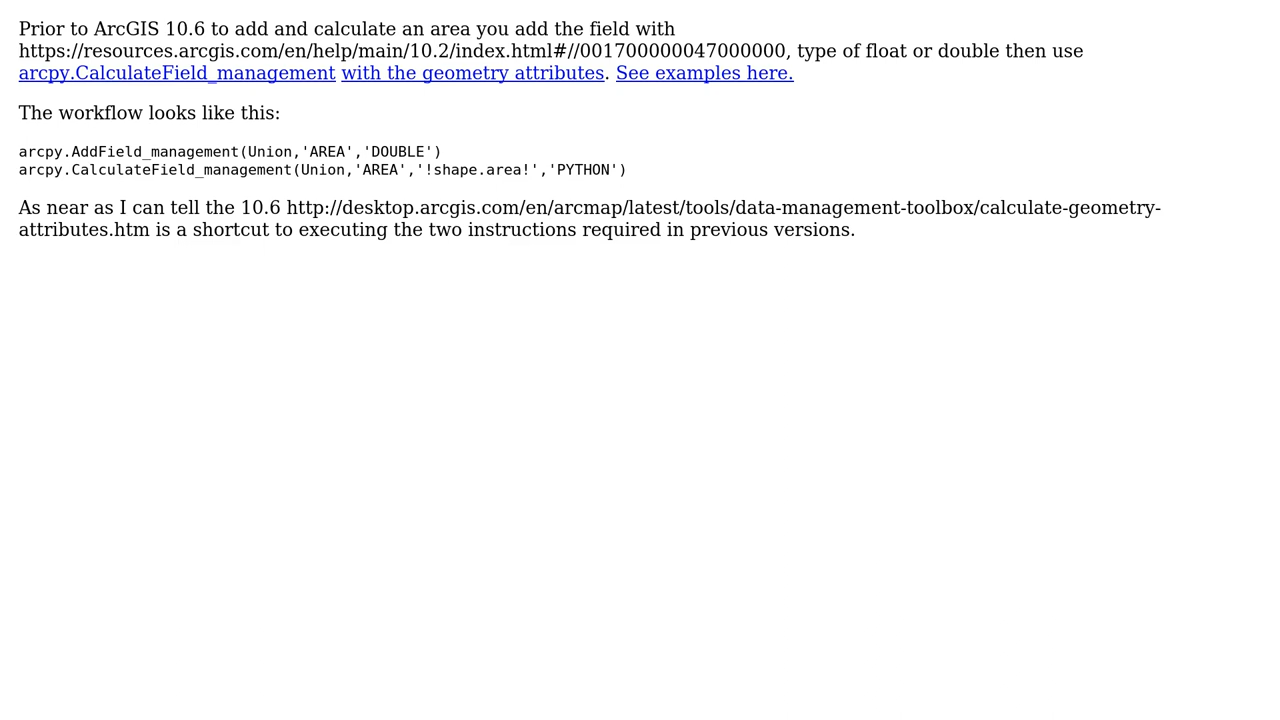 Prior to ArcGIS 10.6 to add and calculate an area you add the field with
https://resources.arcgis.com/en/help/main/10.2/index.html#//001700000047000000, type of float or double then use
arcpy.CalculateField_management with the geometry attributes. See examples here.
The workflow looks like this:
arcpy.AddField_management(Union,'AREA','DOUBLE')
arcpy.CalculateField_management(Union,'AREA','!shape.area!','PYTHON')
As near as I can tell the 10.6 http://desktop.arcgis.com/en/arcmap/latest/tools/data-management-toolbox/calculate-geometry-
attributes.htm is a shortcut to executing the two instructions required in previous versions.